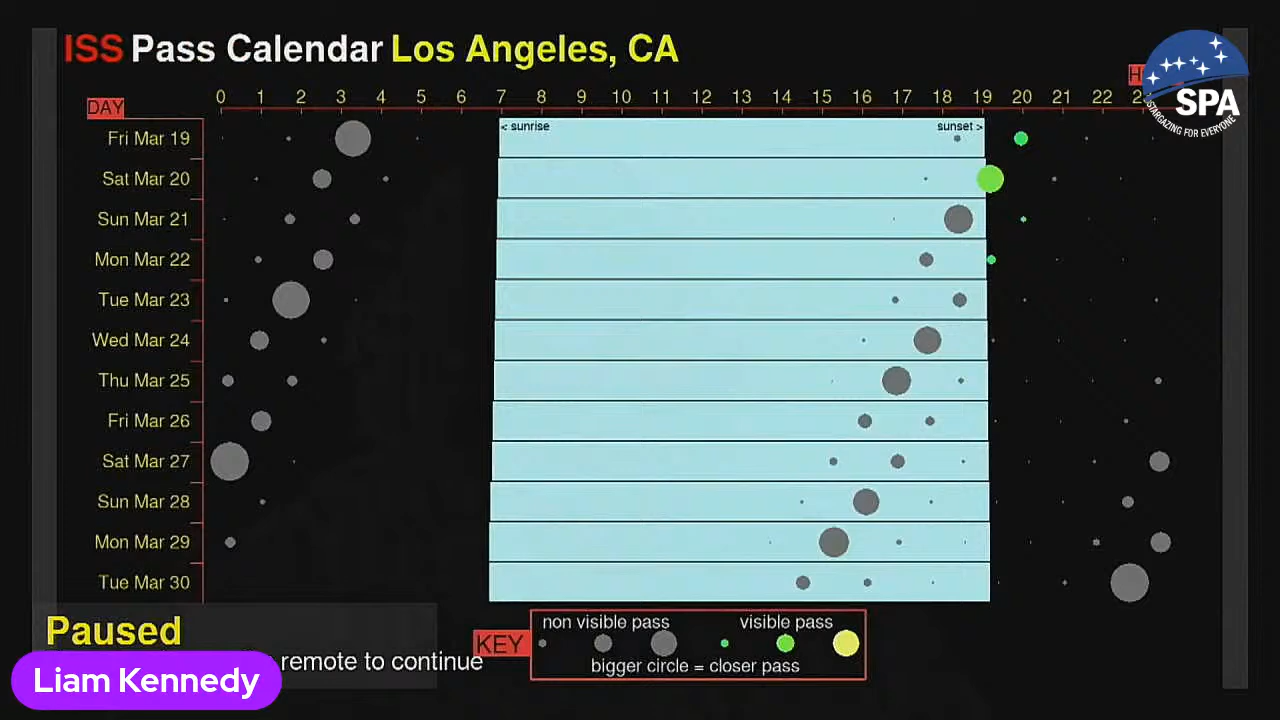 ISS Pass Calendar Los Angeles, CA
SPA
STARGAZING FOR EVERYONE
DAY
0 1 2 3 4 5 6 7 8 9 10 11 12 13 14 15 16 17 18 19 20 21 22
< sunrise sunset >
Fri Mar 19
Sat Mar 20
Sun Mar 21
Mon Mar 22
Tue Mar 23
Wed Mar 24
Thu Mar 25
Fri Mar 26
Sat Mar 27
Sun Mar 28
Mon Mar 29
Tue Mar 30
Paused
remote to continue
Liam Kennedy
KEY
non visible pass visible pass
bigger circle = closer pass